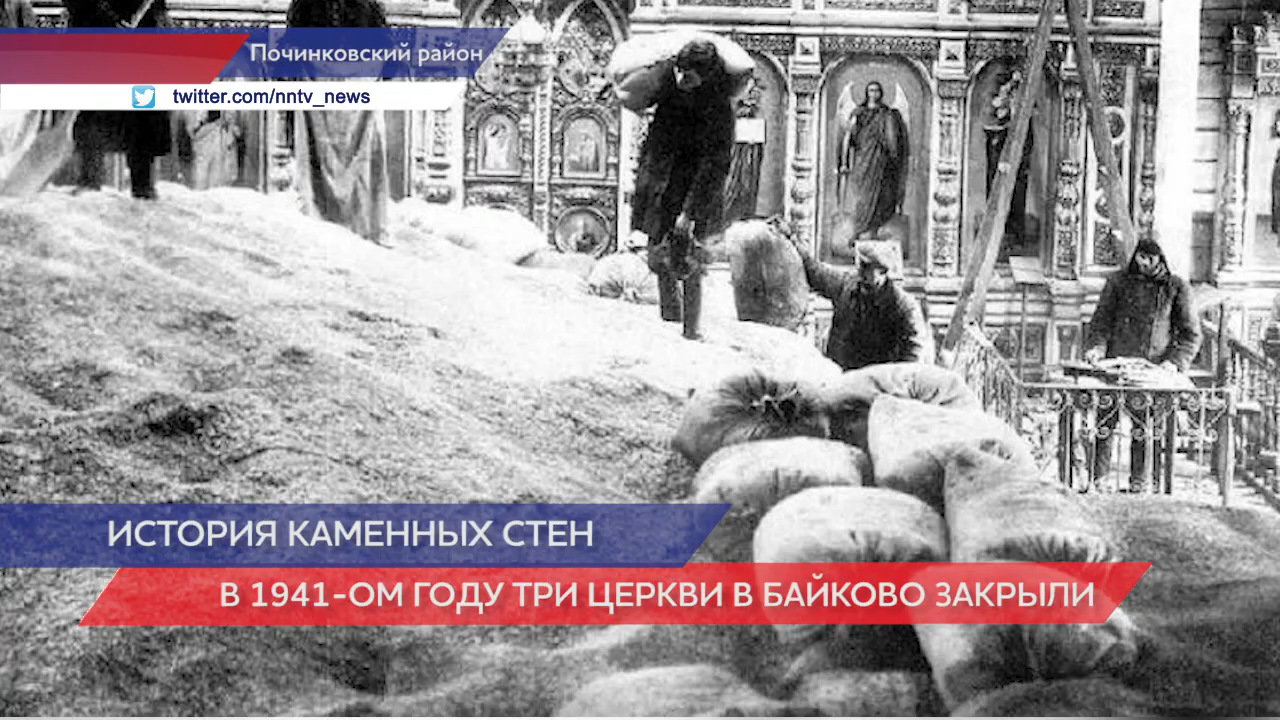 Починковский район
twitter.com/nntv_news
ИСТОРИЯ КАМЕННЫХ СТЕН
В 1941-ОМ ГОДУ ТРИ ЦЕРКВИ В БАЙКОВО ЗАКРЫЛИ